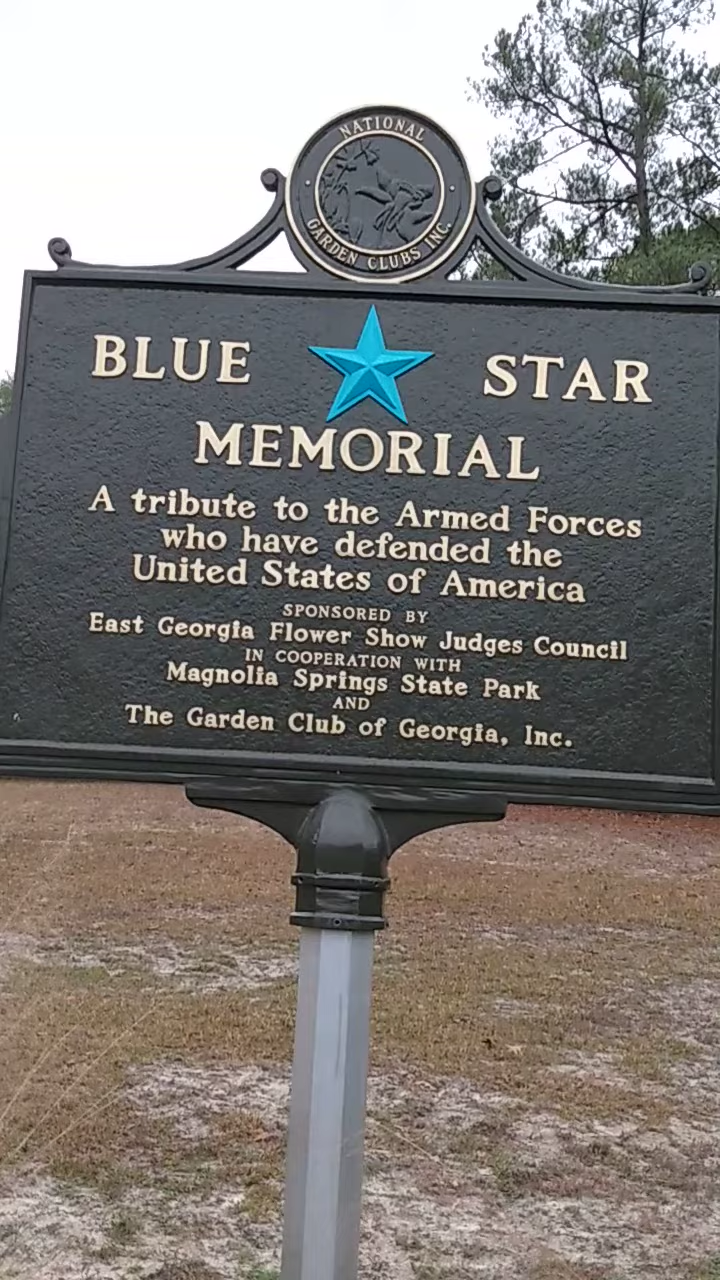 NATIONAL
GARDEN CLUBS INC.
BLUE STAR
MEMORIAL
A tribute to the Armed Forces
who have defended the
United States of America
SPONSORED BY
East Georgia Flower Show Judges Council
IN COOPERATION WITH
Magnolia Springs State Park
AND
The Garden Club of Georgia, Inc.